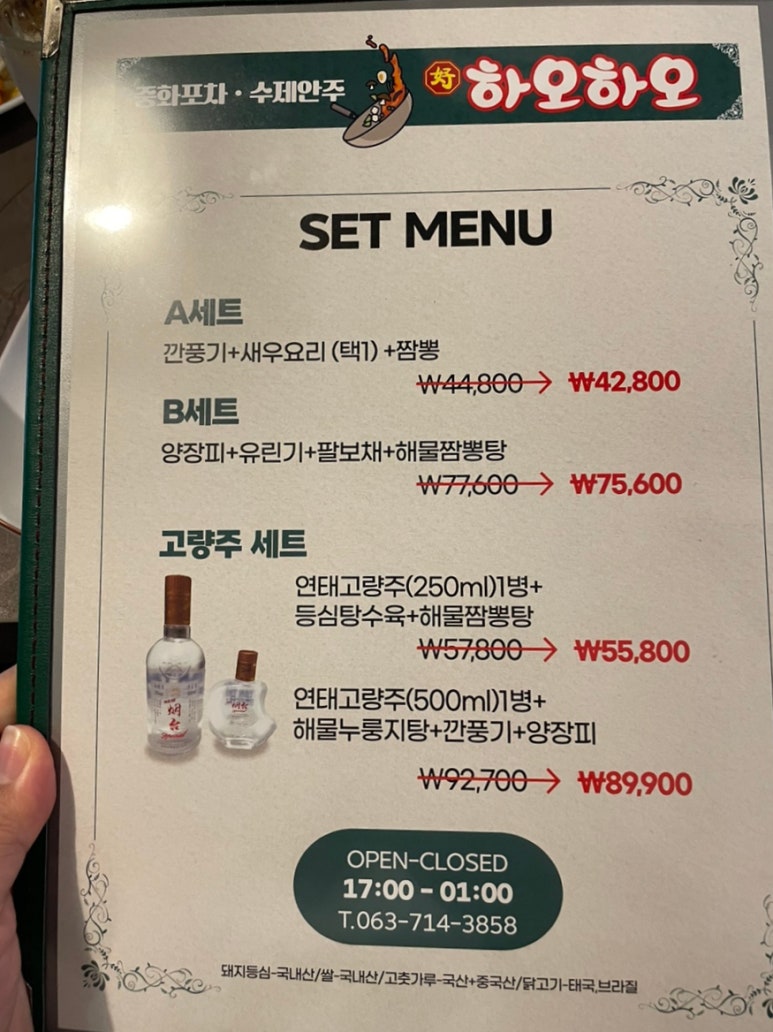 중화포차 · 수제안주
好 하오하오
SET MENU
A세트
깐풍기+새우요리 (택1) +짬뽕
₩44,800→ ₩42,800
B세트
양장피+유린기+팔보채+해물짬뽕탕
₩77,600→ ₩75,600
고량주 세트
연태고량주(250ml)1병+
등심탕수육+해물짬뽕탕
₩57,800→ ₩55,800
연태고량주(500ml)1병+
해물누룽지탕+깐풍기+양장피
₩92,700→ ₩89,900
烟台
烟台
OPEN-CLOSED
17:00 - 01:00
T.063-714-3858
돼지등심-국내산/쌀-국내산/고춧가루-국산+중국산/닭고기-태국,브라질